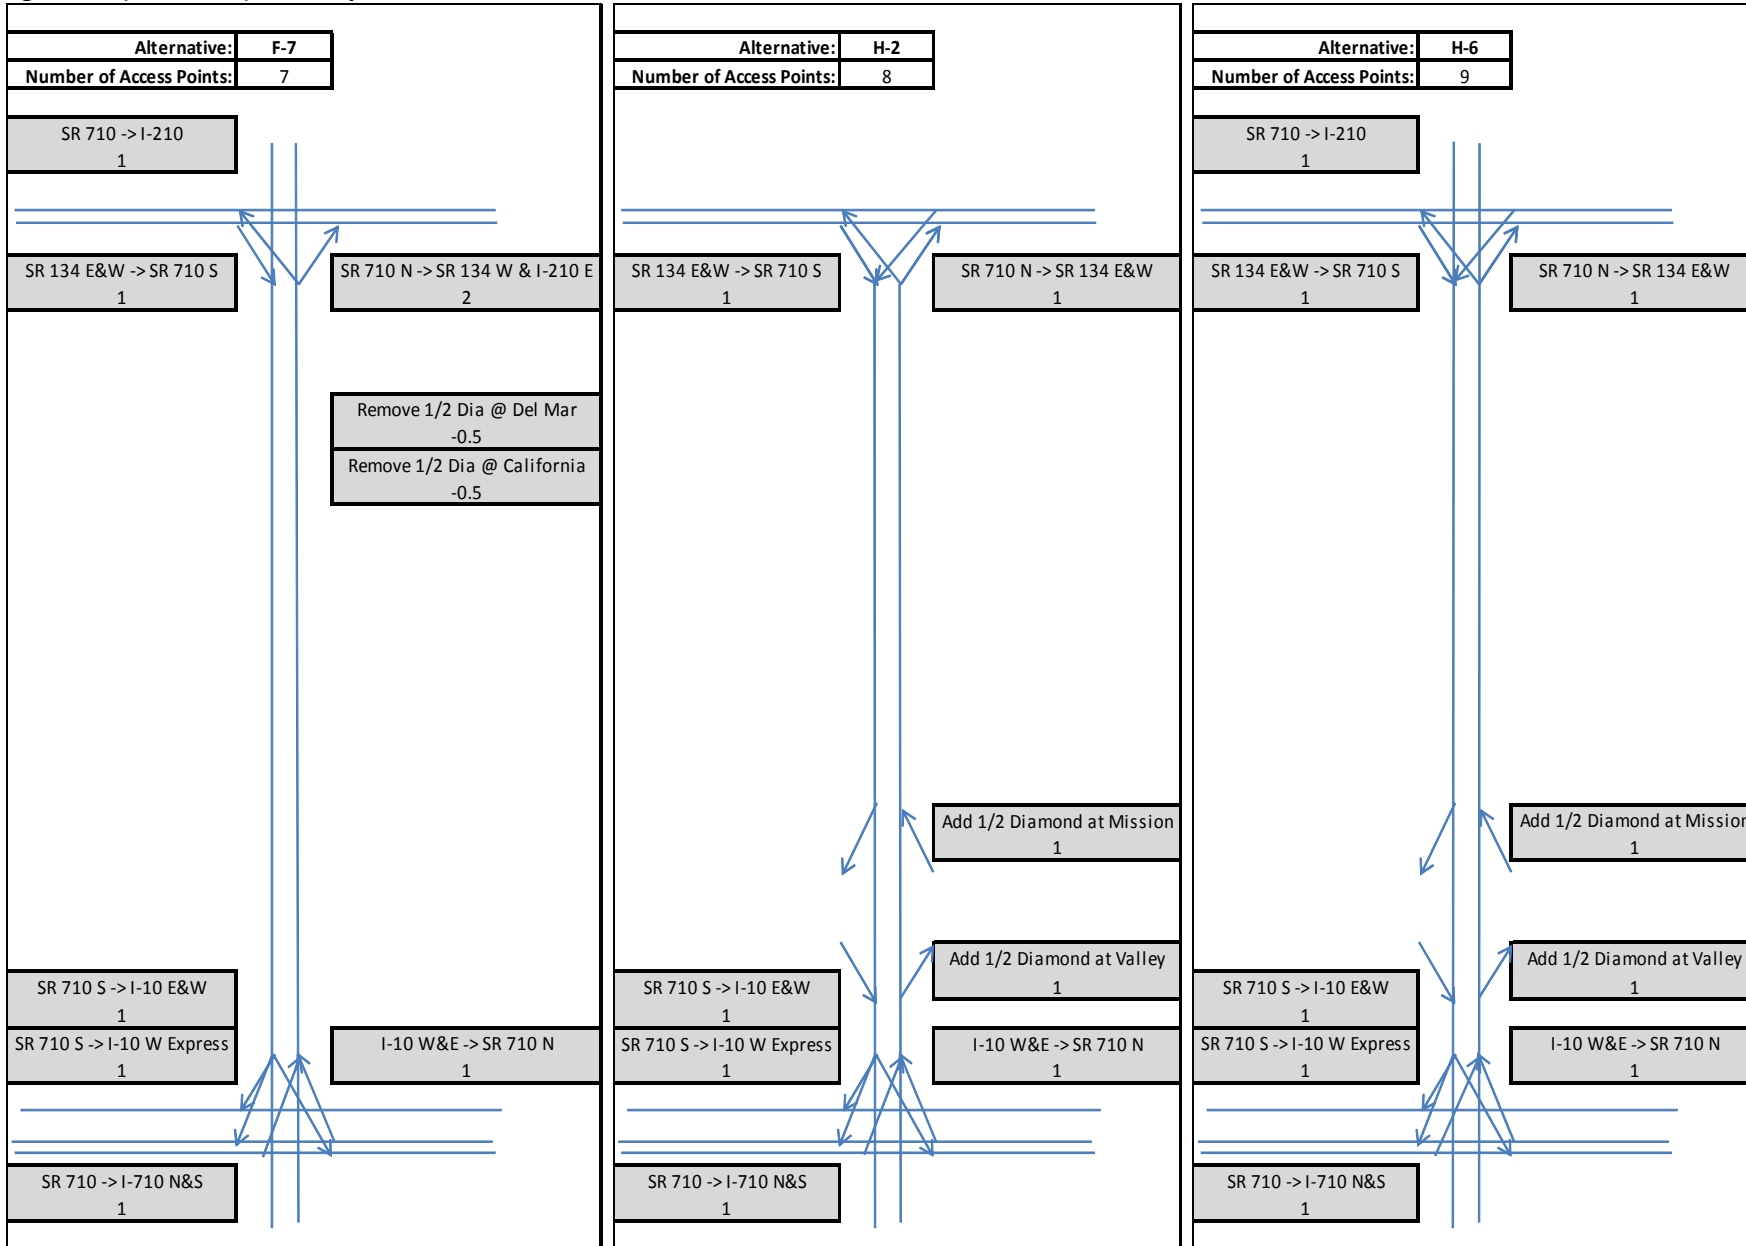 Alternative: F-7
Number of Access Points: 7
SR 710 -> I-210
1
SR 134 E&W -> SR 710 S
1
SR 710 N -> SR 134 W & I-210 E
2
Remove 1/2 Dia @ Del Mar
-0.5
Remove 1/2 Dia @ California
-0.5
SR 710 S -> I-10 E&W
1
SR 710 S -> I-10 W Express
1
I-10 W&E -> SR 710 N
1
SR 710 -> I-710 N&S
1
Alternative: H-2
Number of Access Points: 8
SR 134 E&W -> SR 710 S
1
SR 710 N -> SR 134 E&W
1
Add 1/2 Diamond at Mission
1
Add 1/2 Diamond at Valley
1
SR 710 S -> I-10 E&W
1
SR 710 S -> I-10 W Express
1
I-10 W&E -> SR 710 N
1
SR 710 -> I-710 N&S
1
Alternative: H-6
Number of Access Points: 9
SR 710 -> I-210
1
SR 134 E&W -> SR 710 S
1
SR 710 N -> SR 134 E&W
1
Add 1/2 Diamond at Mission
1
Add 1/2 Diamond at Valley
1
SR 710 S -> I-10 E&W
1
SR 710 S -> I-10 W Express
1
I-10 W&E -> SR 710 N
1
SR 710 -> I-710 N&S
1